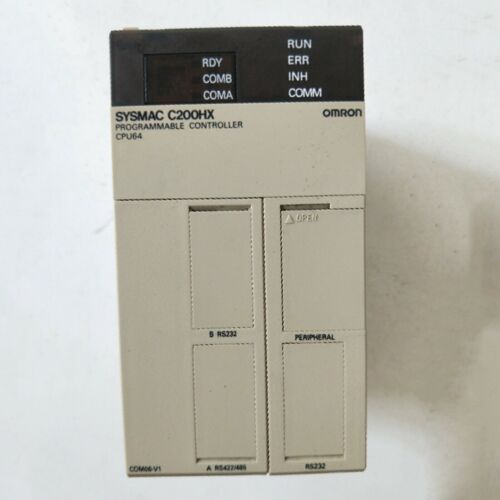 RDY
COMB
COMA
RUN
ERR
INH
COMM
SYSMAC C200HX
PROGRAMMABLE CONTROLLER
CPU64
OMRON
OPEN
B RS232
PERIPHERAL
COM06-V1
A RS422/485
RS232